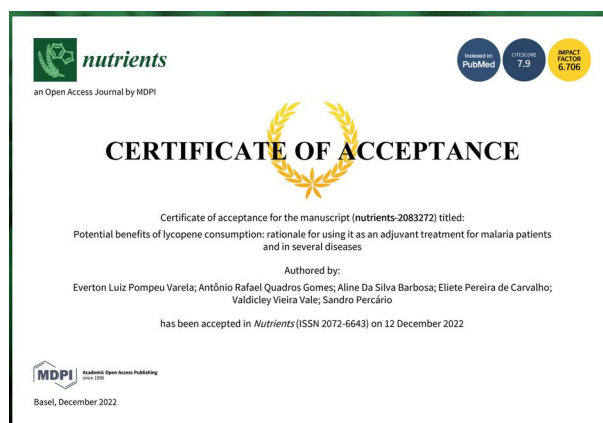 nutrients
an Open Access Journal by MDPI
Indexed in:
PubMed
CITESCORE
7.9
IMPACT
FACTOR
6.706
CERTIFICATE OF ACCEPTANCE
Certificate of acceptance for the manuscript (nutrients-2083272) titled:
Potential benefits of lycopene consumption: rationale for using it as an adjuvant treatment for malaria patients
and in several diseases
Authored by:
Everton Luiz Pompeu Varela; Antônio Rafael Quadros Gomes; Aline Da Silva Barbosa; Eliete Pereira de Carvalho;
Valdicley Vieira Vale; Sandro Percário
has been accepted in Nutrients (ISSN 2072-6643) on 12 December 2022
MDPI
Academic Open Access Publishing
since 1996
Basel, December 2022